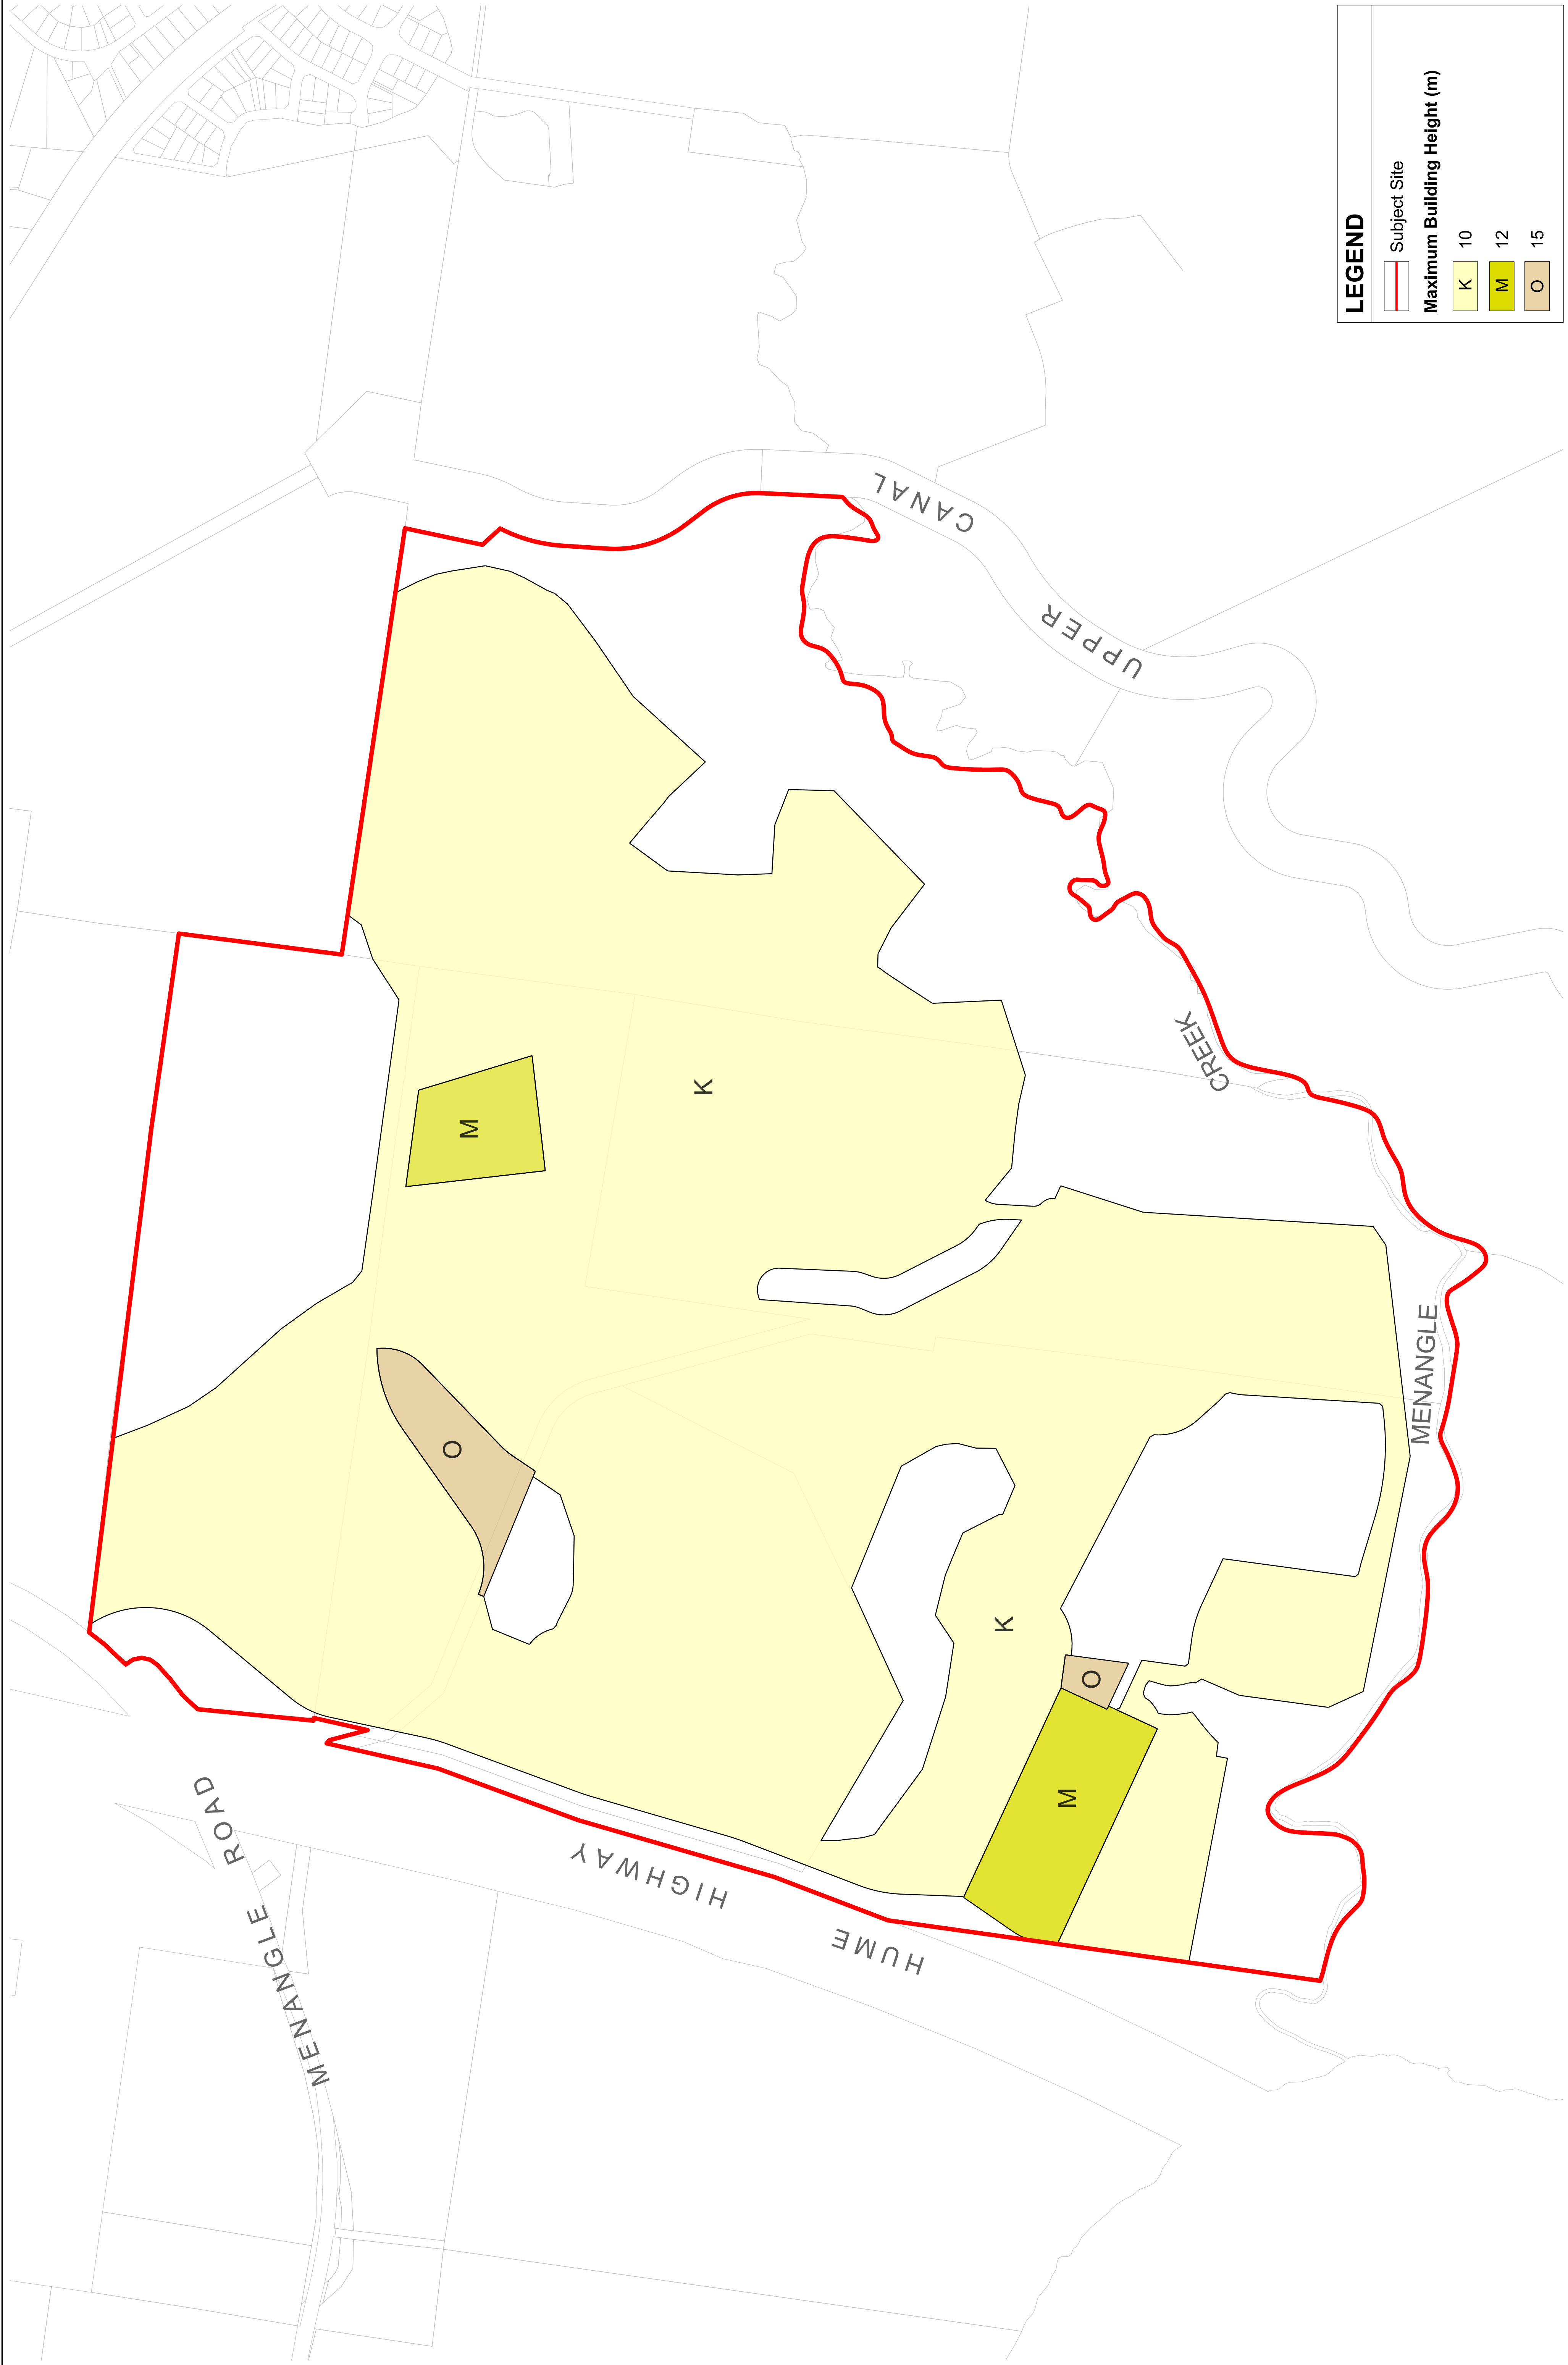 MENANGLE ROAD
HUME HIGHWAY
UPPER CANAL
MENANGLE CREEK
K
K
M
M
O
O
LEGEND
Subject Site
Maximum Building Height (m)
K 10
M 12
O 15